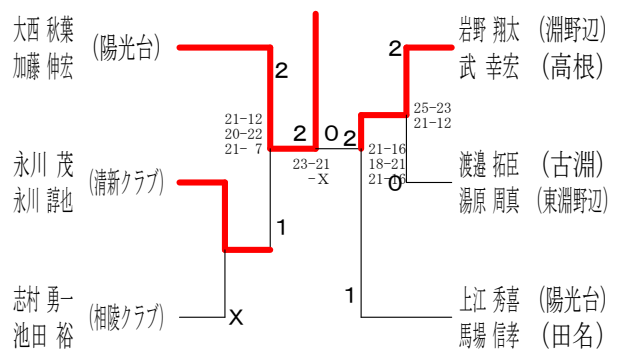 大西 秋葉 (陽光台)
加藤 伸宏
2
21-12
20-22
21- 7
永川 茂 (清新クラブ)
永川 淳也
1
志村 勇一 (相陵クラブ)
池田 裕
X
2 0
23-21
-X
岩野 翔太 (淵野辺)
武 幸宏 (高根)
2
25-23
21-12
2
21-16
18-21
21-16
渡邉 拓臣 (古淵)
湯原 周真 (東淵野辺)
0
1
上江 秀喜 (陽光台)
馬場 信孝 (田名)